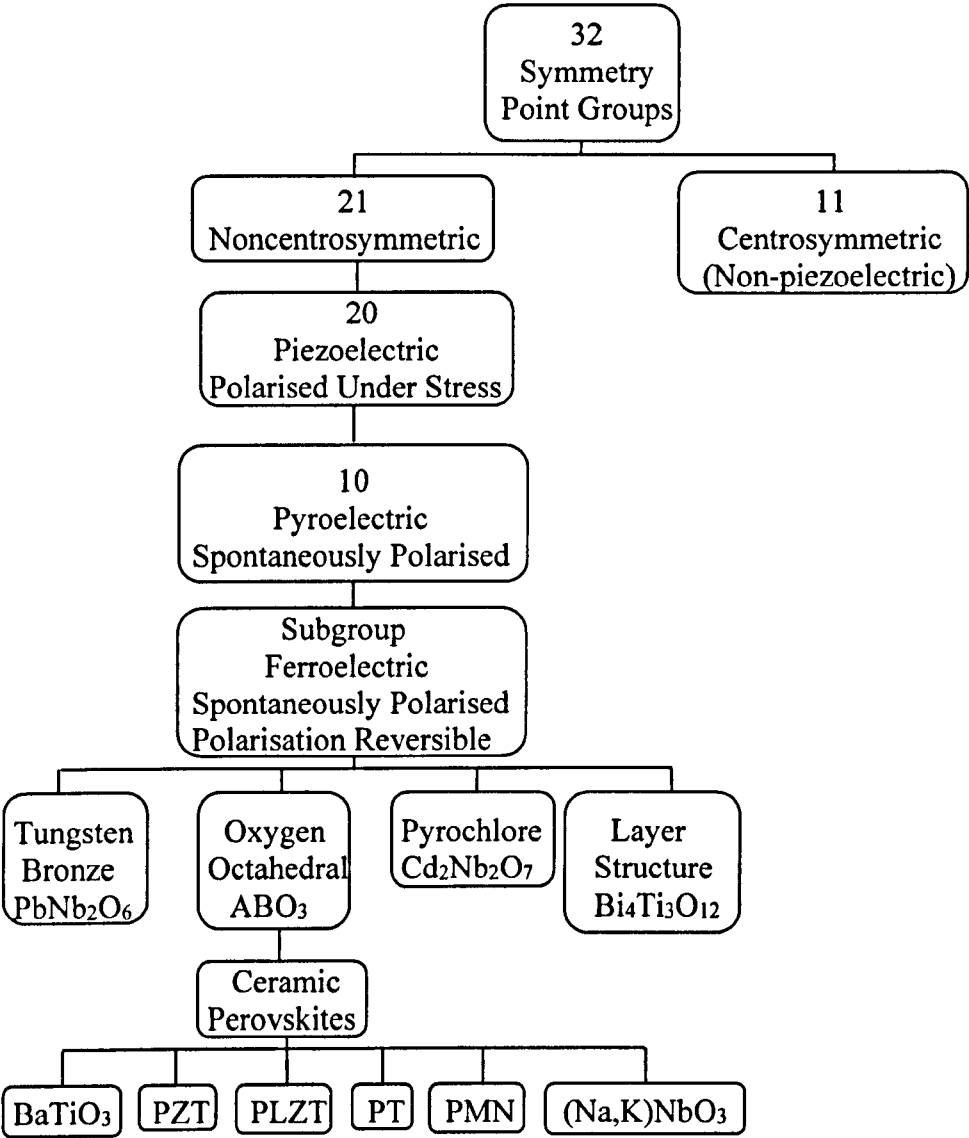 32
Symmetry
Point Groups
21
Noncentrosymmetric
11
Centrosymmetric
(Non-piezoelectric)
20
Piezoelectric
Polarised Under Stress
10
Pyroelectric
Spontaneously Polarised
Subgroup
Ferroelectric
Spontaneously Polarised
Polarisation Reversible
Tungsten
Bronze
PbNb₂O₆
Oxygen
Octahedral
ABO₃
Pyrochlore
Cd₂Nb₂O₇
Layer
Structure
Bi₄Ti₃O₁₂
Ceramic
Perovskites
BaTiO₃
PZT
PLZT
PT
PMN
(Na,K)NbO₃